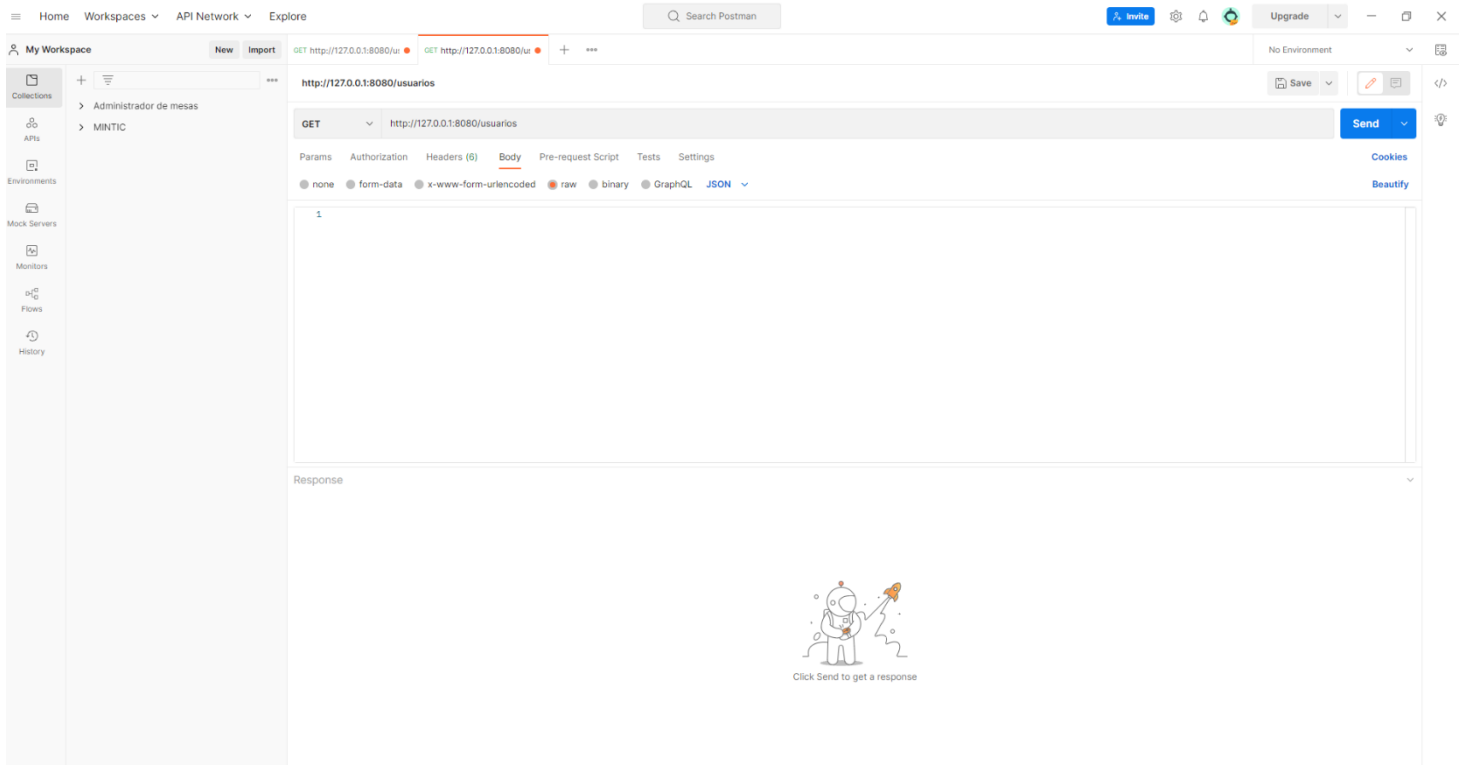 Home Workspaces API Network Explore Search Postman Invite Upgrade
My Workspace New Import GET http://127.0.0.1:8080/u: GET http://127.0.0.1:8080/u: No Environment
Collections
APIs
Environments
Mock Servers
Monitors
Flows
History
Administrador de mesas
MINTIC
http://127.0.0.1:8080/usuarios Save
GET http://127.0.0.1:8080/usuarios Send
Params Authorization Headers (6) Body Pre-request Script Tests Settings Cookies
none form-data x-www-form-urlencoded raw binary GraphQL JSON Beautify
1
Response
Click Send to get a response